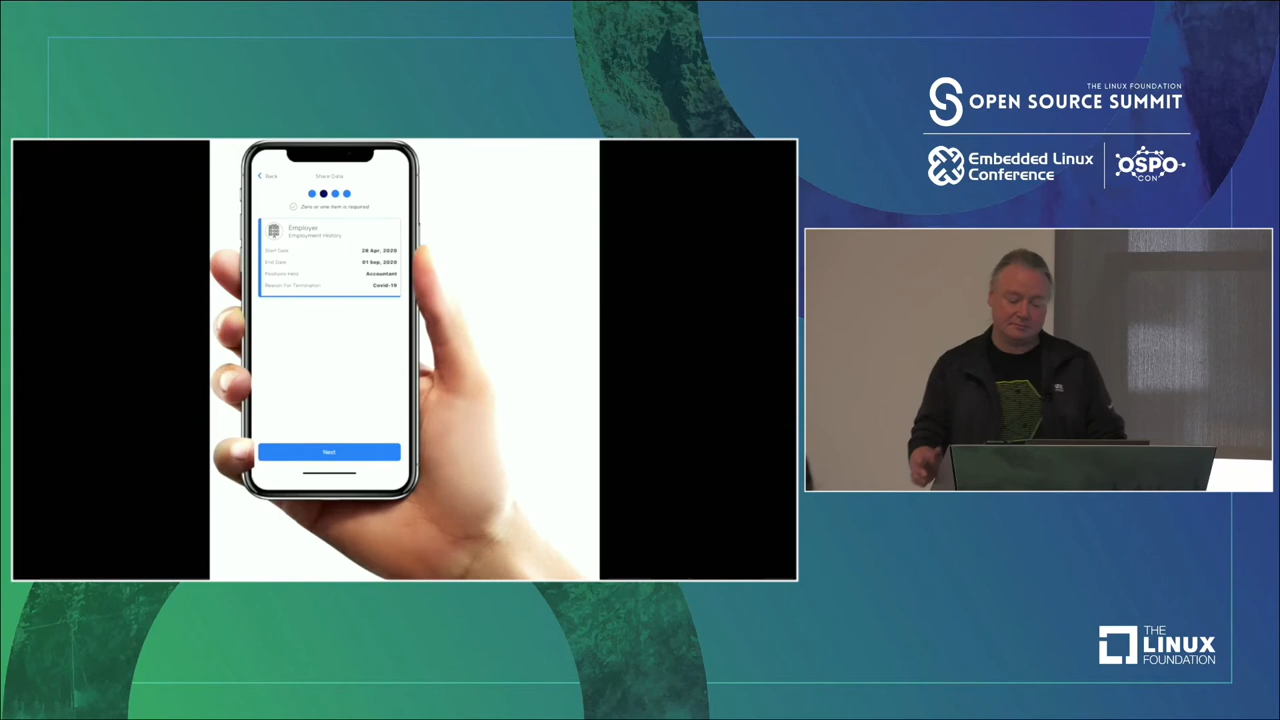 THE LINUX FOUNDATION
OPEN SOURCE SUMMIT
Embedded Linux
Conference
OSPO
CON
Back
Share Data
Zero or one item is required
Employer
Employment History
Start Date 28 Apr, 2020
End Date 01 Sep, 2020
Positions Held Accountant
Reason For Termination Covid-19
Next
THE
LINUX
FOUNDATION